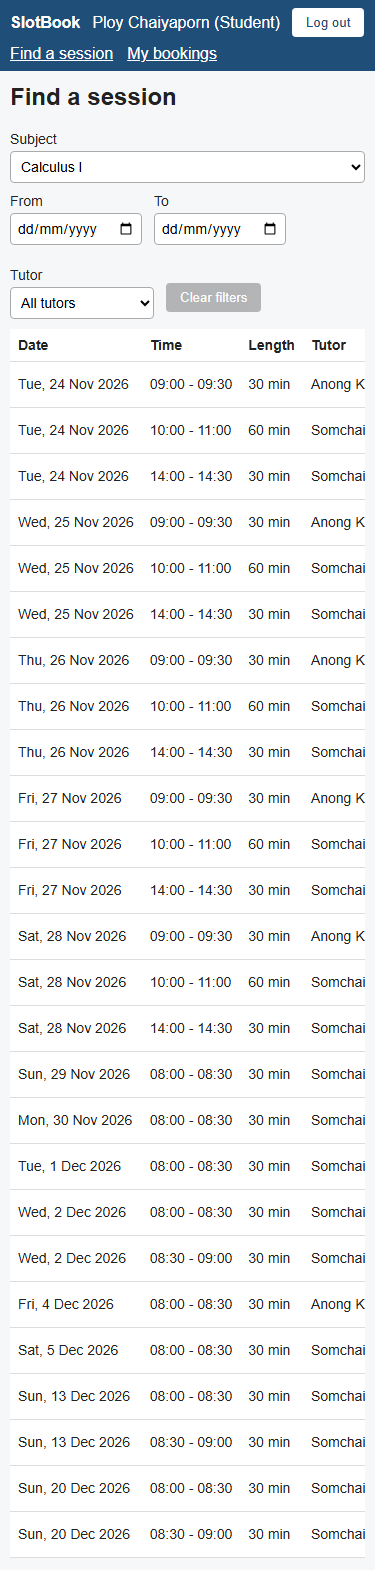 SlotBook Ploy Chaiyaporn (Student) Log out
Find a session My bookings
Find a session
Subject
Calculus I
From To
dd/mm/yyyy dd/mm/yyyy
Tutor
All tutors Clear filters
Date Time Length Tutor
Tue, 24 Nov 2026 09:00 - 09:30 30 min Anong K
Tue, 24 Nov 2026 10:00 - 11:00 60 min Somchai
Tue, 24 Nov 2026 14:00 - 14:30 30 min Somchai
Wed, 25 Nov 2026 09:00 - 09:30 30 min Anong K
Wed, 25 Nov 2026 10:00 - 11:00 60 min Somchai
Wed, 25 Nov 2026 14:00 - 14:30 30 min Somchai
Thu, 26 Nov 2026 09:00 - 09:30 30 min Anong K
Thu, 26 Nov 2026 10:00 - 11:00 60 min Somchai
Thu, 26 Nov 2026 14:00 - 14:30 30 min Somchai
Fri, 27 Nov 2026 09:00 - 09:30 30 min Anong K
Fri, 27 Nov 2026 10:00 - 11:00 60 min Somchai
Fri, 27 Nov 2026 14:00 - 14:30 30 min Somchai
Sat, 28 Nov 2026 09:00 - 09:30 30 min Anong K
Sat, 28 Nov 2026 10:00 - 11:00 60 min Somchai
Sat, 28 Nov 2026 14:00 - 14:30 30 min Somchai
Sun, 29 Nov 2026 08:00 - 08:30 30 min Somchai
Mon, 30 Nov 2026 08:00 - 08:30 30 min Somchai
Tue, 1 Dec 2026 08:00 - 08:30 30 min Somchai
Wed, 2 Dec 2026 08:00 - 08:30 30 min Somchai
Wed, 2 Dec 2026 08:30 - 09:00 30 min Somchai
Fri, 4 Dec 2026 08:00 - 08:30 30 min Anong K
Sat, 5 Dec 2026 08:00 - 08:30 30 min Somchai
Sun, 13 Dec 2026 08:00 - 08:30 30 min Somchai
Sun, 13 Dec 2026 08:30 - 09:00 30 min Somchai
Sun, 20 Dec 2026 08:00 - 08:30 30 min Somchai
Sun, 20 Dec 2026 08:30 - 09:00 30 min Somchai